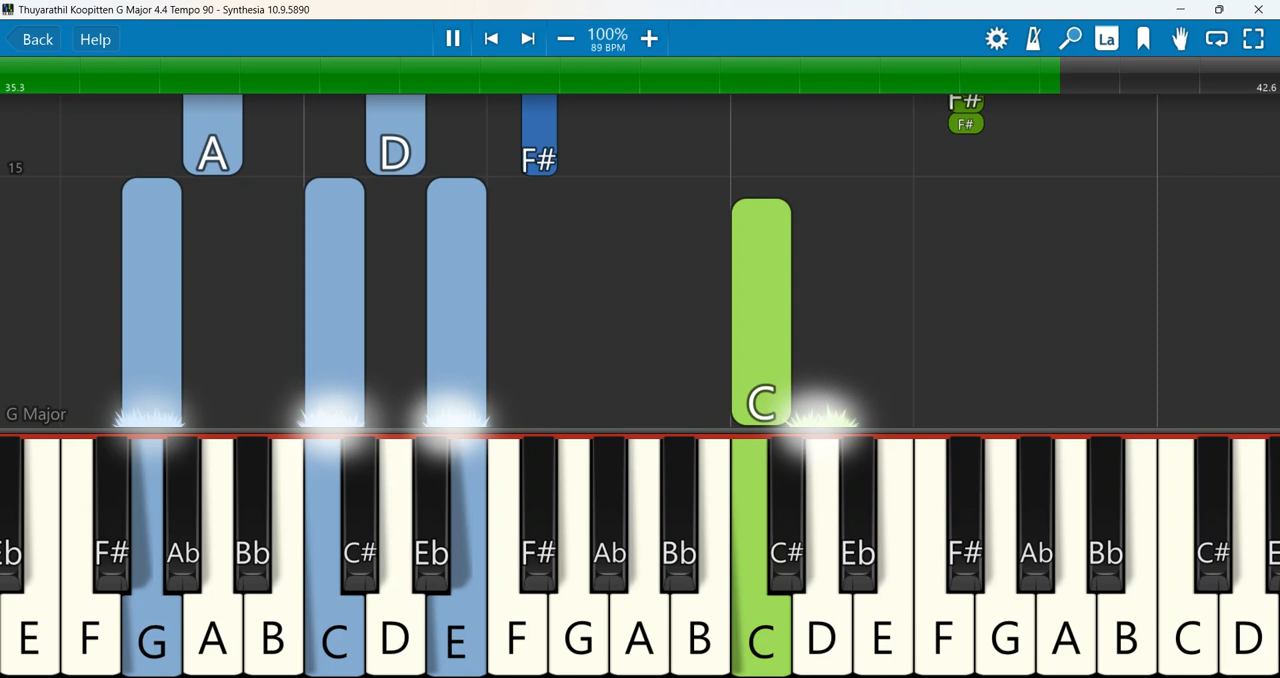 Thuyarathil Koopitten G Major 4.4 Tempo 90 - Synthesia 10.9.5890
Back Help 100% La
89 BPM
35.3 42.6
F#
A D F# F#
15
C
G Major
Eb F# Ab Bb C# Eb F# Ab Bb C# Eb F# Ab Bb C# E
E F G A B C D E F G A B C D E F G A B C D